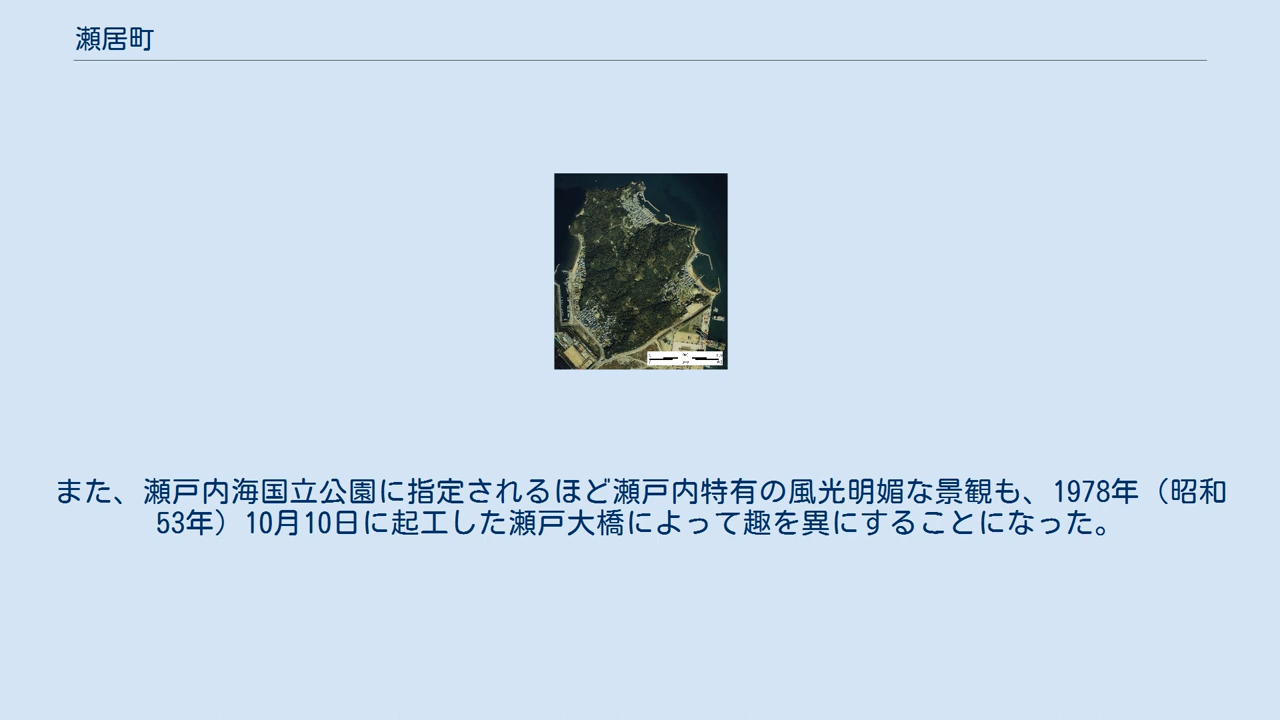 瀬居町
また、瀬戸内海国立公園に指定されるほど瀬戸内特有の風光明媚な景観も、1978年（昭和
53年）10月10日に起工した瀬戸大橋によって趣を異にすることになった。